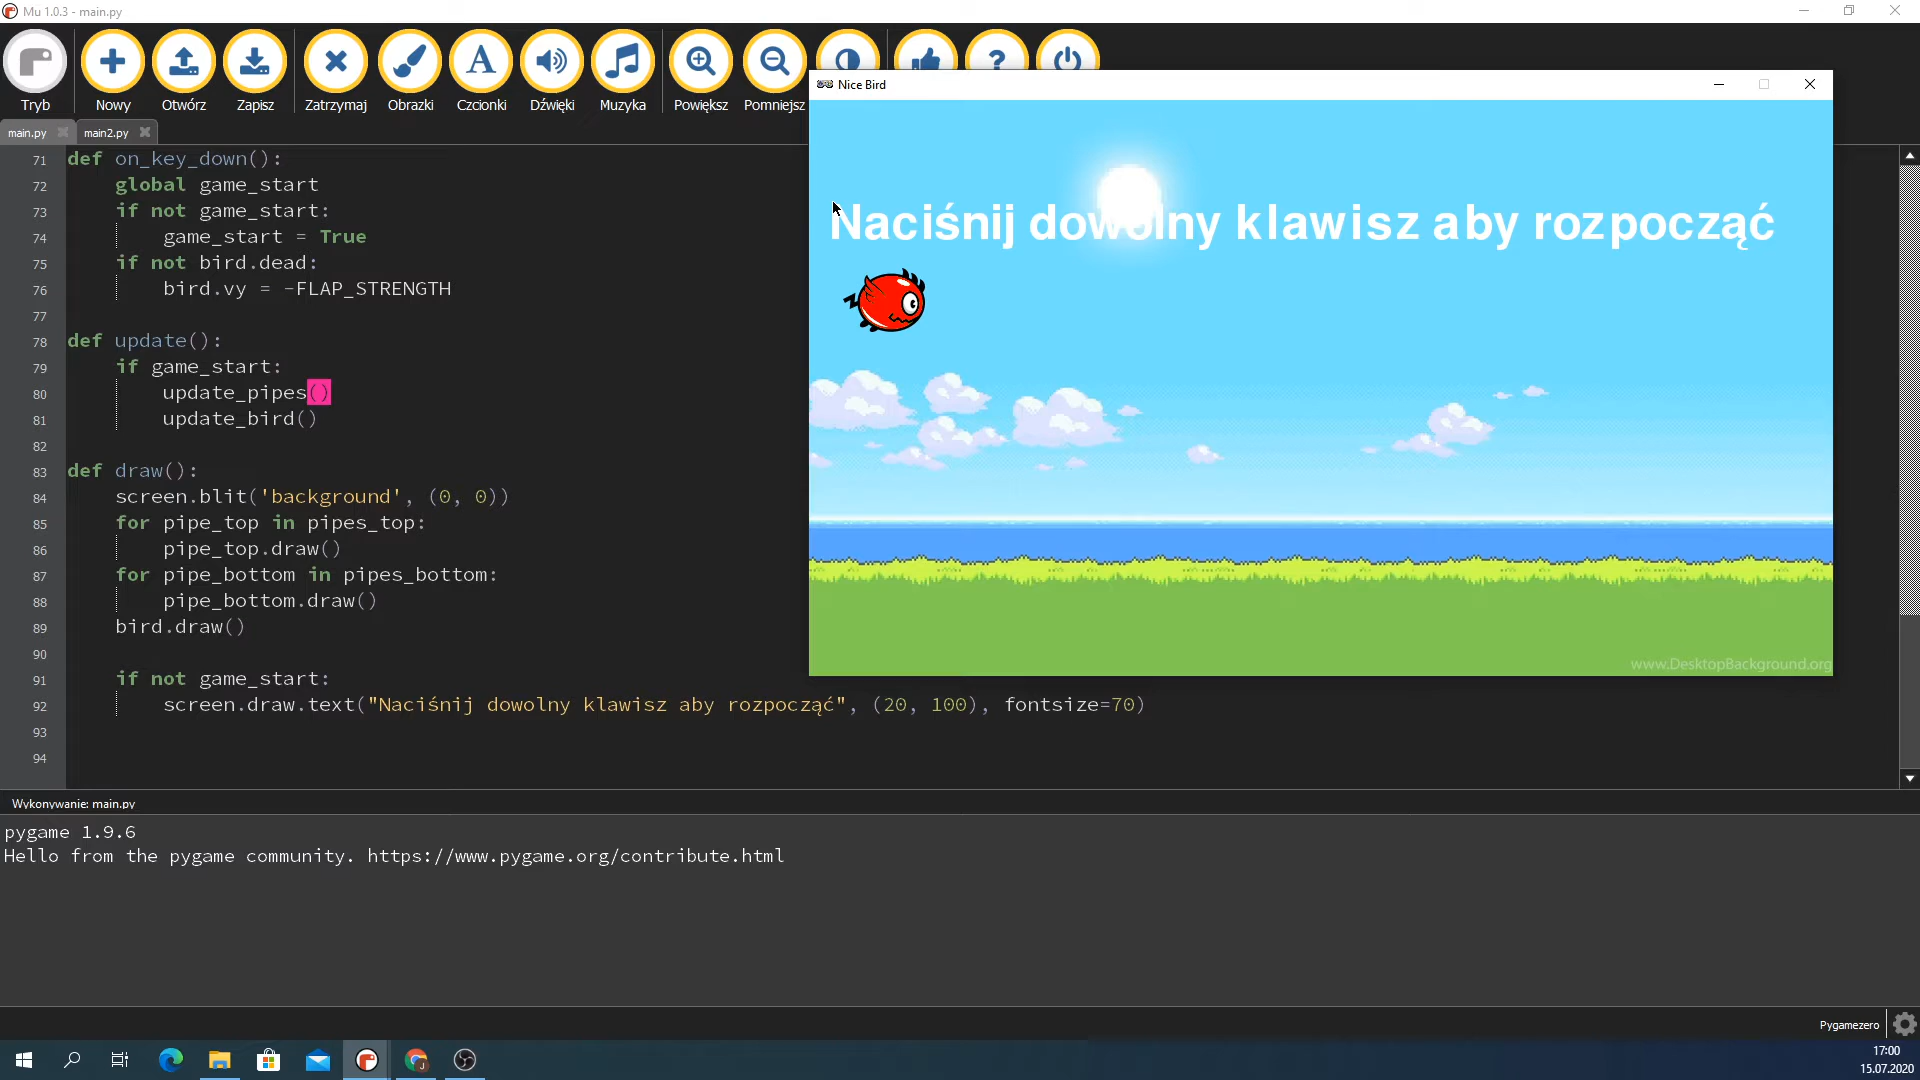 Mu 1.0.3 - main.py
Tryb
Nowy
Otwórz
Zapisz
Zatrzymaj
Obrazki
Czcionki
Dźwięki
Muzyka
Powiększ
Pomniejsz
Nice Bird
main.py
main2.py
Naciśnij dowolny klawisz aby rozpocząć
www.DesktopBackground.org
71 def on_key_down():
72 global game_start
73 if not game_start:
74 game_start = True
75 if not bird.dead:
76 bird.vy = -FLAP_STRENGTH
77
78 def update():
79 if game_start:
80 update_pipes()
81 update_bird()
82
83 def draw():
84 screen.blit('background', (0, 0))
85 for pipe_top in pipes_top:
86 pipe_top.draw()
87 for pipe_bottom in pipes_bottom:
88 pipe_bottom.draw()
89 bird.draw()
90
91 if not game_start:
92 screen.draw.text("Naciśnij dowolny klawisz aby rozpocząć", (20, 100), fontsize=70)
93
94
Wykonywanie: main.py
pygame 1.9.6
Hello from the pygame community. https://www.pygame.org/contribute.html
Pygamezero
17:00
15.07.2020